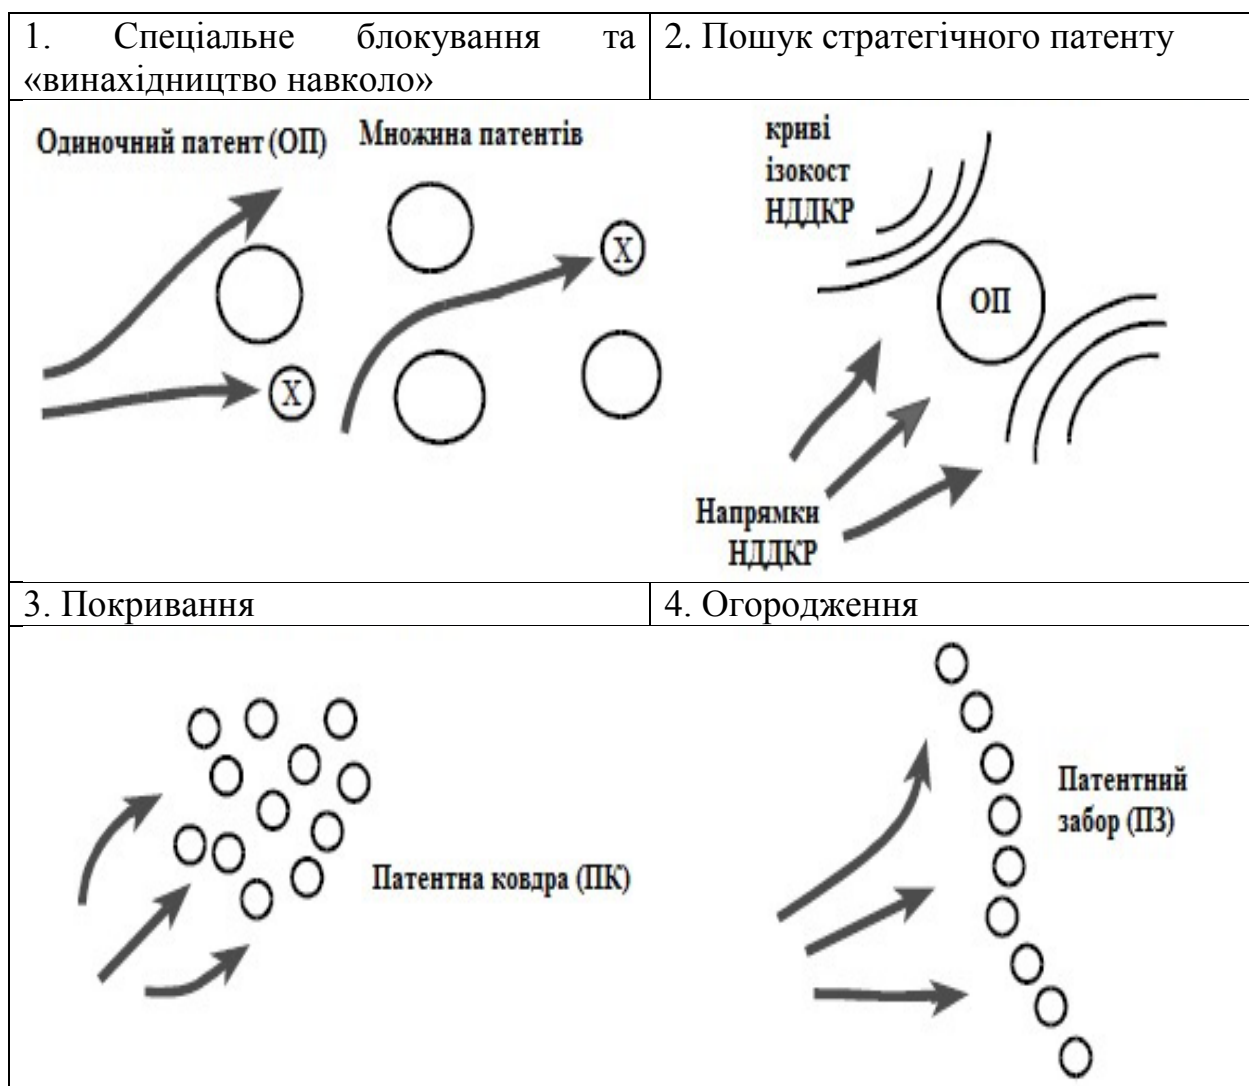 1. Спеціальне блокування та
«винахідництво навколо»
2. Пошук стратегічного патенту
Одиночний патент (ОП)
Множина патентів
X
X
криві
ізокост
НДДКР
ОП
Напрямки
НДДКР
3. Покривання
4. Огородження
Патентна ковдра (ПК)
Патентний
забор (ПЗ)